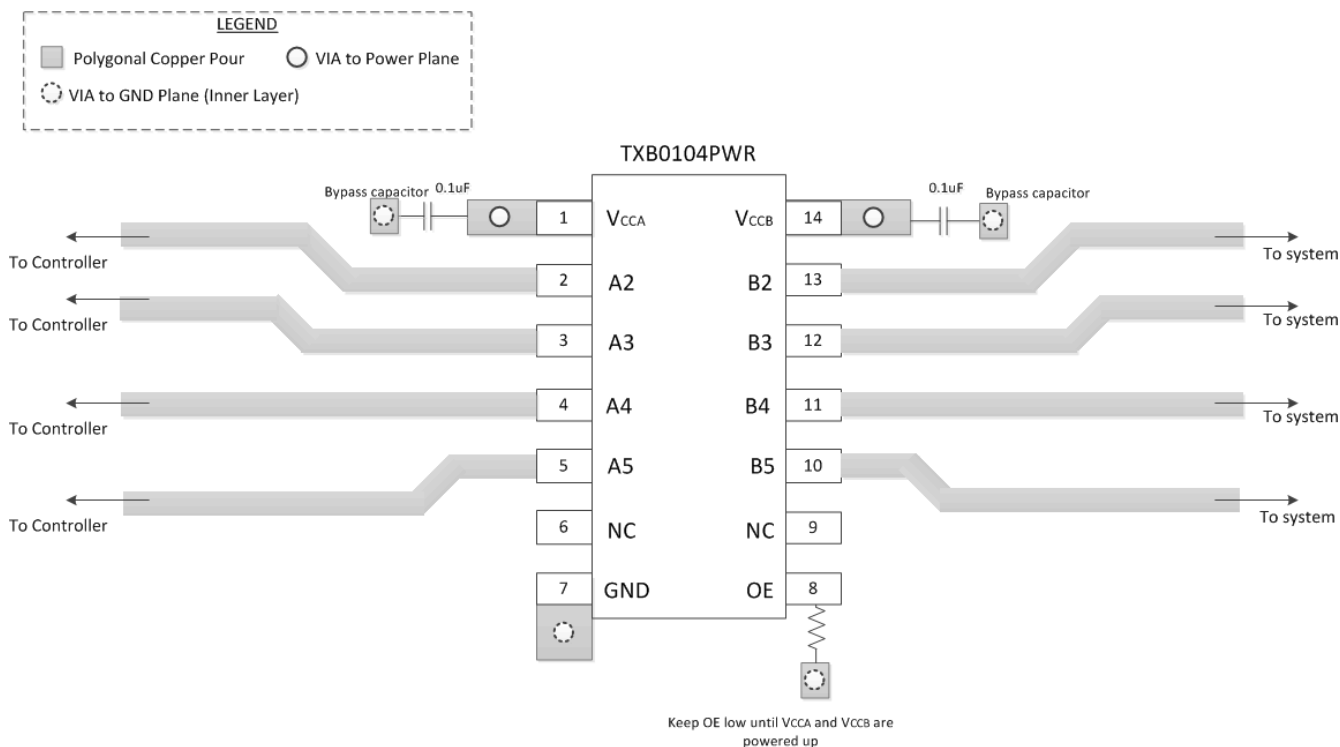 LEGEND
Polygonal Copper Pour
VIA to Power Plane
VIA to GND Plane (Inner Layer)
TXB0104PWR
Bypass capacitor
0.1uF
0.1uF
Bypass capacitor
1
VCCA
VCCB
14
To Controller
2
A2
B2
13
To system
To Controller
3
A3
B3
12
To system
4
A4
B4
11
To Controller
To system
5
A5
B5
10
To Controller
To system
6
NC
NC
9
7
GND
OE
8
Keep OE low until VCCA and VCCB are
powered up